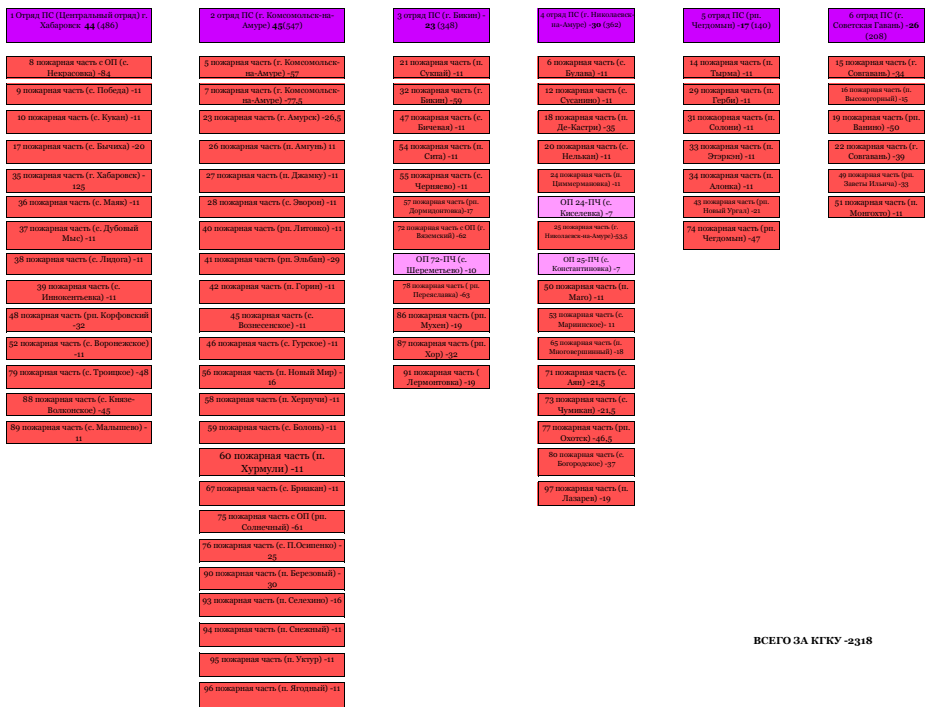 1 Отряд ПС (Центральный отряд) г.
Хабаровск 44 (486)
8 пожарная часть с ОП (с.
Некрасовка) -84
9 пожарная часть (с. Победа) -11
10 пожарная часть (с. Кукан) -11
17 пожарная часть (с. Бычиха) -20
35 пожарная часть (г. Хабаровск) -
125
36 пожарная часть (с. Маяк) -11
37 пожарная часть (с. Дубовый
Мыс) -11
38 пожарная часть (с. Лидога) -11
39 пожарная часть (с.
Иннокентьевка) -11
48 пожарная часть (рп. Корфовский
-32
52 пожарная часть (с. Воронежское)
-11
79 пожарная часть (с. Троицкое) -48
88 пожарная часть (с. Князе-
Волконское) -45
89 пожарная часть (с. Малышево) -
11
2 отряд ПС (г. Комсомольск-на-
Амуре) 45(547)
5 пожарная часть (г. Комсомольск-
на-Амуре) -57
7 пожарная часть (г. Комсомольск-
на-Амуре) -77,5
23 пожарная часть (г. Амурск) -26,5
26 пожарная часть (п. Амгунь) 11
27 пожарная часть (п. Джамку) -11
28 пожарная часть (с. Эворон) -11
40 пожарная часть (рп. Литовко) -11
41 пожарная часть (рп. Эльбан) -29
42 пожарная часть (п. Горин) -11
45 пожарная часть (с.
Вознесенское) -11
46 пожарная часть (с. Гурское) -11
56 пожарная часть (п. Новый Мир) -
16
58 пожарная часть (п. Херпучи) -11
59 пожарная часть (с. Болонь) -11
60 пожарная часть (п.
Хурмули) -11
67 пожарная часть (с. Бриакан) -11
75 пожарная часть с ОП (рп.
Солнечный) -61
76 пожарная часть (с. П.Осипенко) -
25
90 пожарная часть (п. Березовый) -
30
93 пожарная часть (п. Селехино) -16
94 пожарная часть (п. Снежный) -11
95 пожарная часть (п. Уктур) -11
96 пожарная часть (п. Ягодный) -11
3 отряд ПС (г. Бикин) -
23 (348)
21 пожарная часть (п.
Сукпай) -11
32 пожарная часть (г.
Бикин) -59
47 пожарная часть (с.
Бичевая) -11
54 пожарная часть (п.
Сита) -11
55 пожарная часть (с.
Черняево) -11
57 пожарная часть (рп.
Дормидонтовка)-17
72 пожарная часть с ОП (г.
Вяземский) -62
ОП 72-ПЧ (с.
Шереметьево) -10
78 пожарная часть ( рп.
Переяславка) -63
86 пожарная часть (рп.
Мухен) -19
87 пожарная часть (рп.
Хор) -32
91 пожарная часть (
Лермонтовка) -19
4 отряд ПС (г. Николаевск-
на-Амуре) -30 (362)
6 пожарная часть (с.
Булава) -11
12 пожарная часть (с.
Сусанино) -11
18 пожарная часть (п.
Де-Кастри) -35
20 пожарная часть (с.
Нелькан) -11
24 пожарная часть (п.
Циммермановка) -11
ОП 24-ПЧ (с.
Киселевка) -7
25 пожарная часть (г.
Николаевск-на-Амуре)-53,5
ОП 25-ПЧ (с.
Константиновка) -7
50 пожарная часть (п.
Маго) -11
53 пожарная часть (с.
Мариинское)- 11
65 пожарная часть (п.
Многовершинный) -18
71 пожарная часть (с.
Аян) -21,5
73 пожарная часть (с.
Чумикан) -21,5
77 пожарная часть (рп.
Охотск) -46,5
80 пожарная часть (с.
Богородское) -37
97 пожарная часть (п.
Лазарев) -19
5 отряд ПС (рп.
Чегдомын) -17 (140)
14 пожарная часть (п.
Тырма) -11
29 пожарная часть (п.
Герби) -11
31 пожаорная часть (п.
Солони) -11
33 пожарная часть (п.
Этэркэн) -11
34 пожарная часть (п.
Алонка) -11
43 пожарная часть (рп.
Новый Ургал) -21
74 пожарная часть (рп.
Чегдомын) -47
6 отряд ПС (г.
Советская Гавань) -26
(208)
15 пожарная часть (г.
Совгавань) -34
16 пожарная часть (п.
Высокогорный) -15
19 пожарная часть (рп.
Ванино) -50
22 пожарная часть (г.
Совгавань) -39
49 пожарная часть (рп.
Заветы Ильича) -33
51 пожарная часть (п.
Монгохто) -11
ВСЕГО ЗА КГКУ -2318